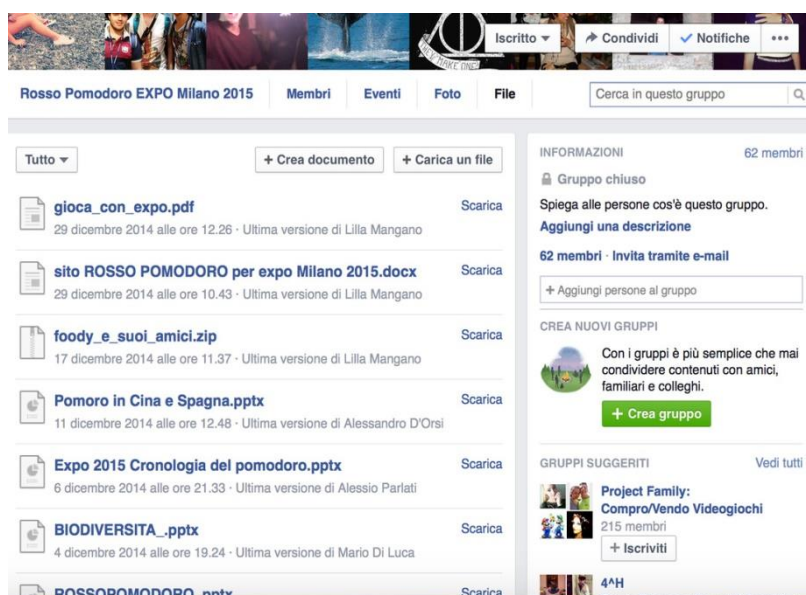 THEY MAKE ONE
Iscritto
Condividi
Notifiche
Rosso Pomodoro EXPO Milano 2015 Membri Eventi Foto File
Cerca in questo gruppo
Tutto
+ Crea documento + Carica un file
gioca_con_expo.pdf Scarica
29 dicembre 2014 alle ore 12.26 · Ultima versione di Lilla Mangano
sito ROSSO POMODORO per expo Milano 2015.docx Scarica
29 dicembre 2014 alle ore 10.43 · Ultima versione di Lilla Mangano
foody_e_suoi_amici.zip Scarica
17 dicembre 2014 alle ore 11.37 · Ultima versione di Lilla Mangano
Pomoro in Cina e Spagna.pptx Scarica
11 dicembre 2014 alle ore 12.48 · Ultima versione di Alessandro D'Orsi
Expo 2015 Cronologia del pomodoro.pptx Scarica
6 dicembre 2014 alle ore 21.33 · Ultima versione di Alessio Parlati
BIODIVERSITA_.pptx Scarica
4 dicembre 2014 alle ore 19.24 · Ultima versione di Mario Di Luca
ROSSOPOMODORO .pptx Scarica
INFORMAZIONI 62 membri
Gruppo chiuso
Spiega alle persone cos'è questo gruppo.
Aggiungi una descrizione
62 membri · Invita tramite e-mail
+ Aggiungi persone al gruppo
CREA NUOVI GRUPPI
Con i gruppi è più semplice che mai
condividere contenuti con amici,
familiari e colleghi.
+ Crea gruppo
GRUPPI SUGGERITI Vedi tutti
Project Family:
Compro/Vendo Videogiochi
215 membri
+ Iscriviti
4^H